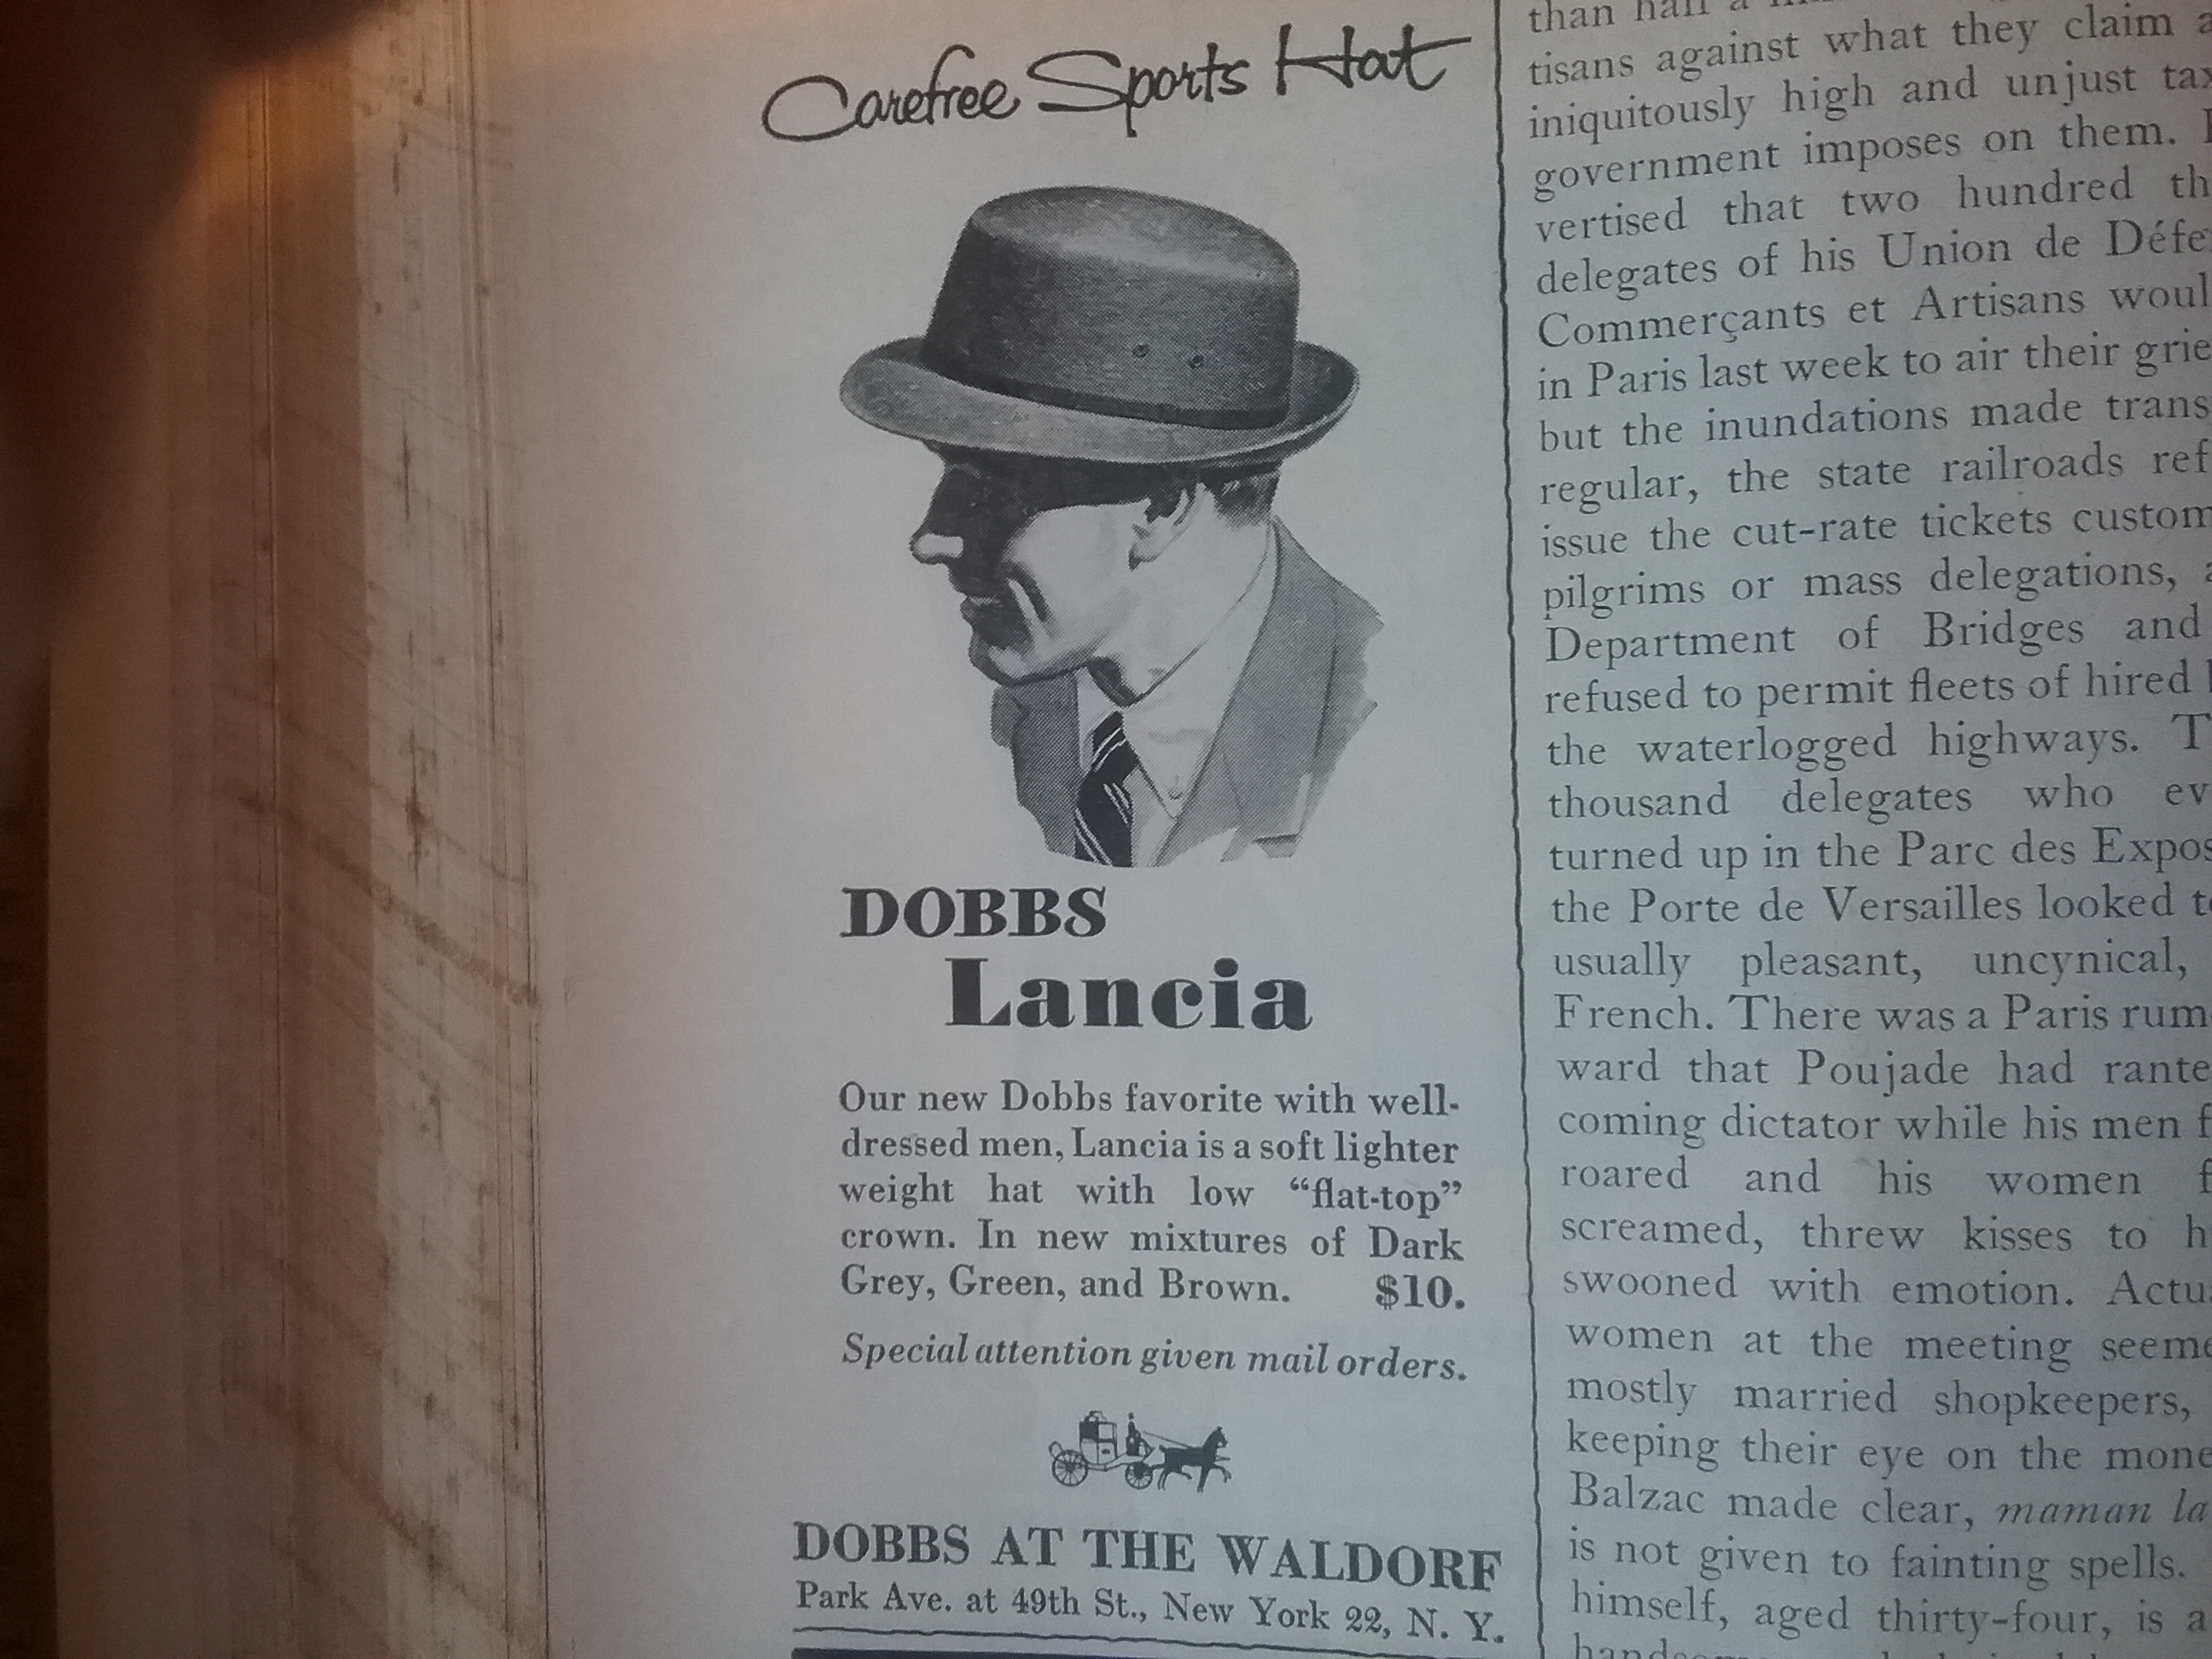 Carefree Sports Hat
DOBBS
Lancia
Our new Dobbs favorite with well-
dressed men, Lancia is a soft lighter
weight hat with low “flat-top”
crown. In new mixtures of Dark
Grey, Green, and Brown. $10.
Special attention given mail orders.
DOBBS AT THE WALDORF
Park Ave. at 49th St., New York 22, N. Y.
than half a
tisans against what they claim
iniquitously high and unjust
government imposes on them.
vertised that two hundred
delegates of his Union de
Commerçants et Artisans
in Paris last week to air their
but the inundations made
regular, the state railroads
issue the cut-rate tickets
pilgrims or mass delegations,
Department of Bridges and
refused to permit fleets of hired
the waterlogged highways.
thousand delegates who
turned up in the Parc des
the Porte de Versailles looked
usually pleasant, uncynical,
French. There was a Paris
ward that Poujade had
coming dictator while his men
roared and his women
screamed, threw kisses to
swooned with emotion.
women at the meeting
mostly married shopkeepers,
keeping their eye on the
Balzac made clear, maman la
is not given to fainting spells.
himself, aged thirty-four, is a